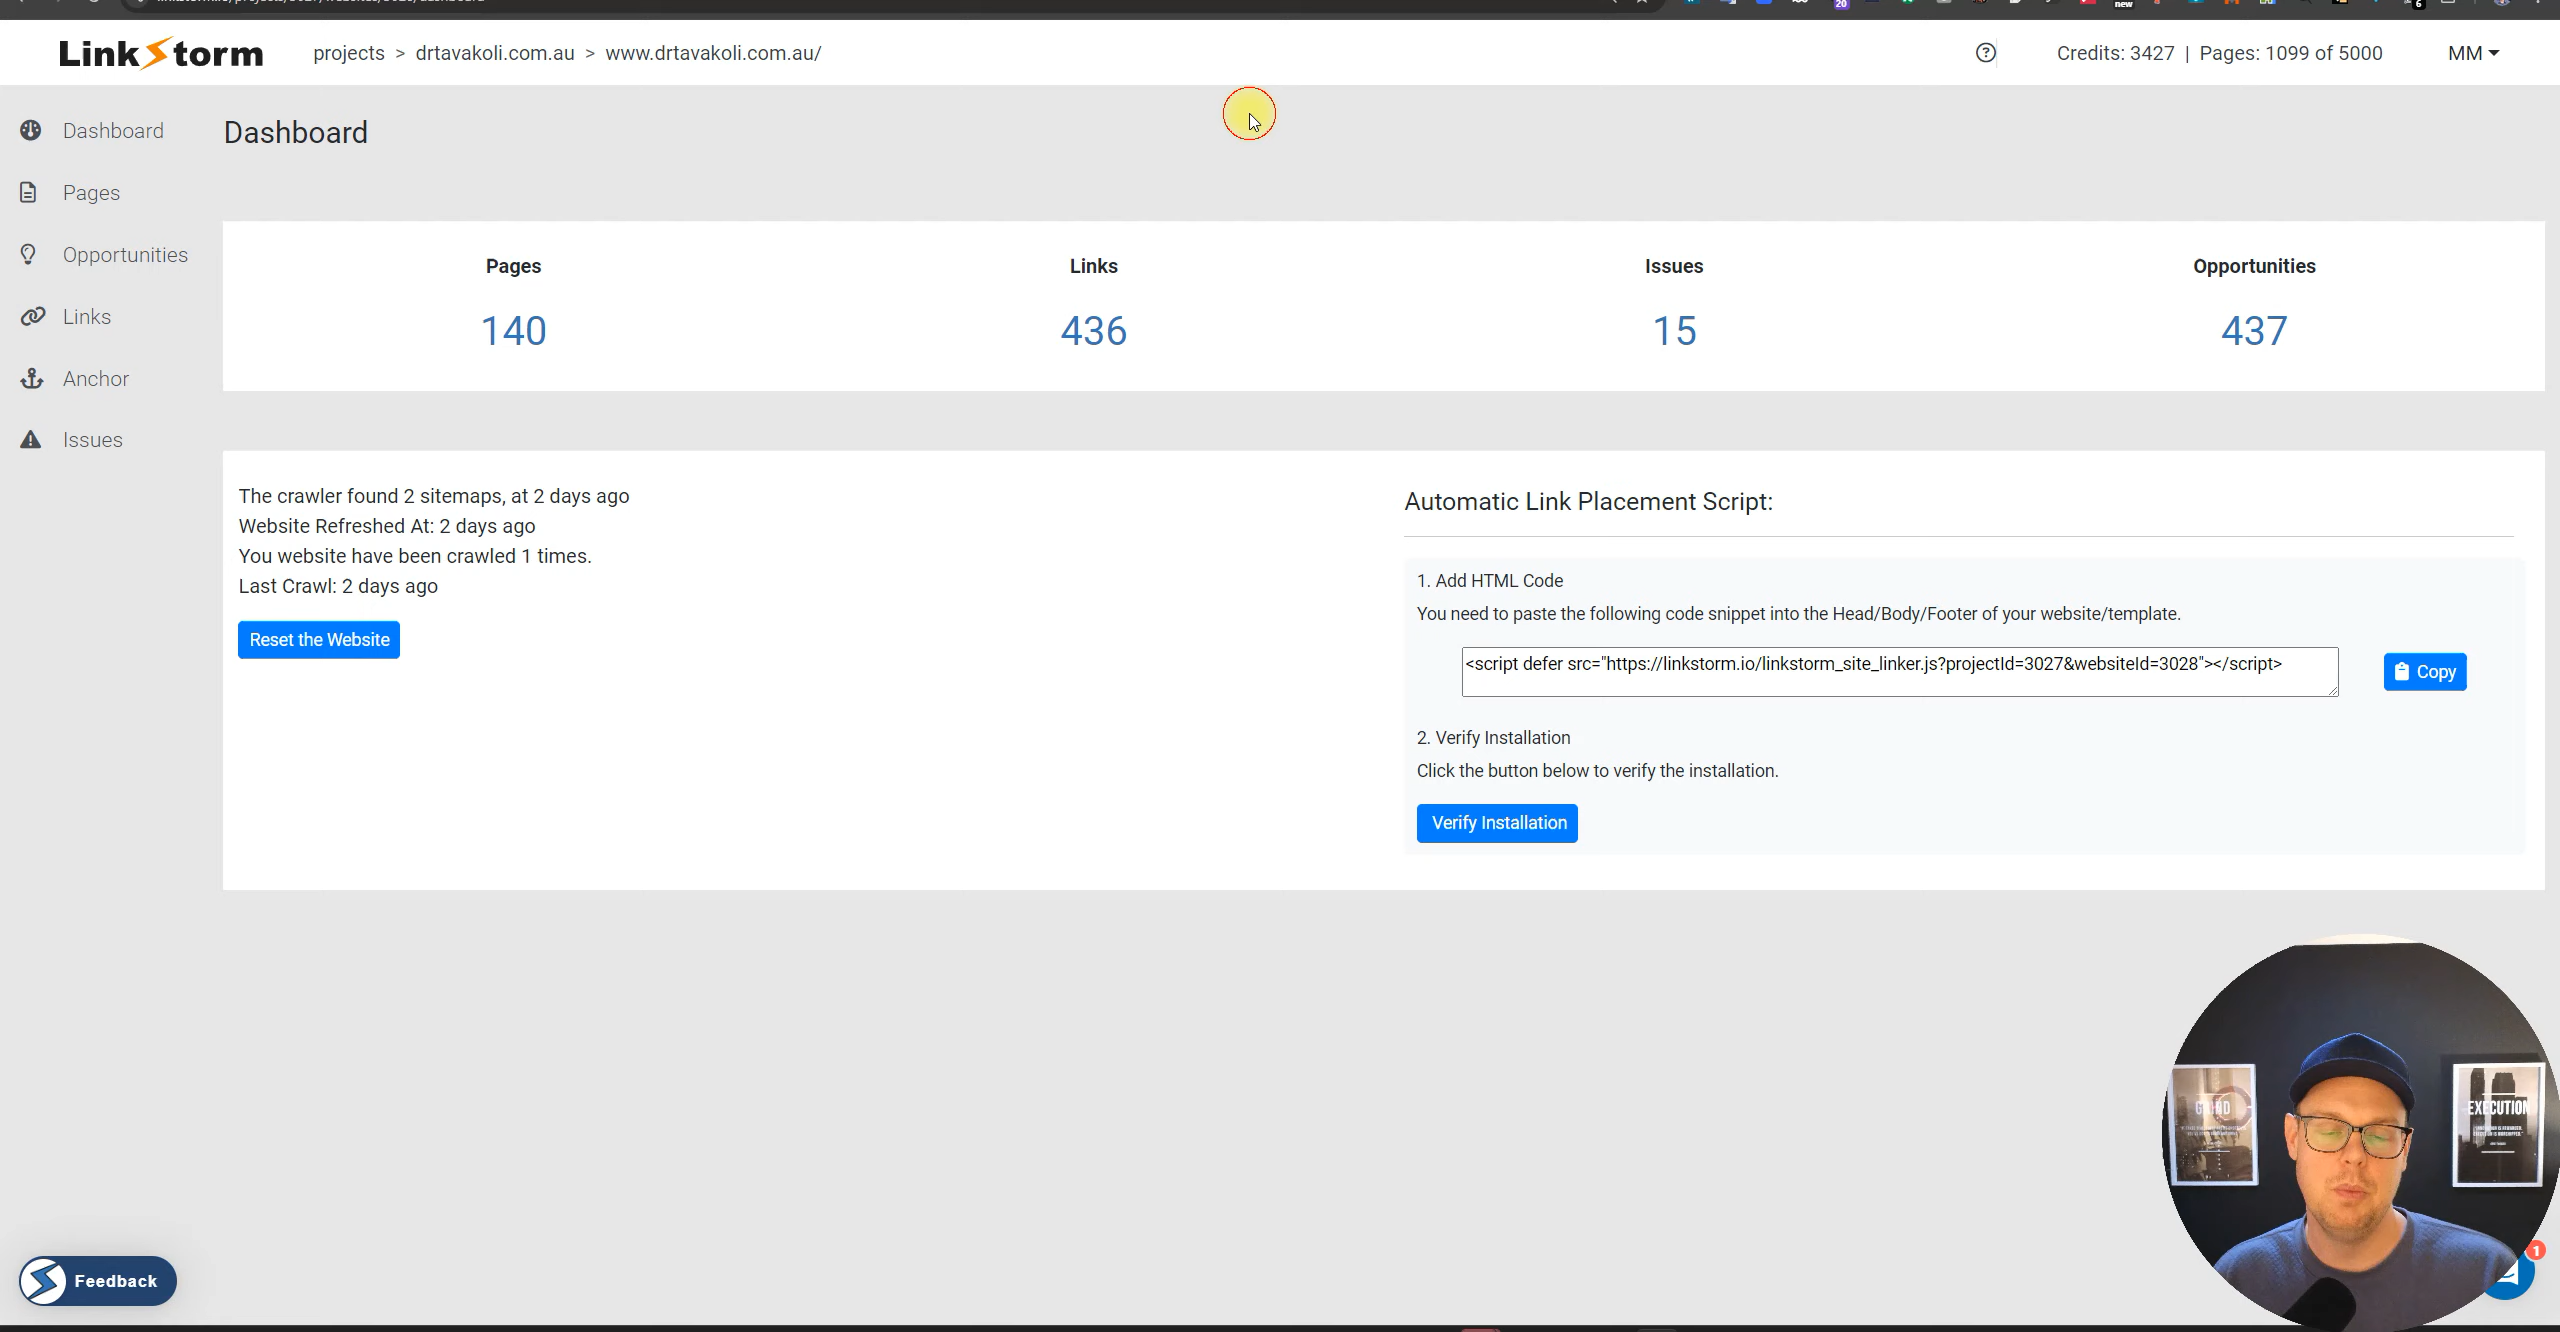 LinkStorm
projects > drtavakoli.com.au > www.drtavakoli.com.au/
Credits: 3427 | Pages: 1099 of 5000
MM
Dashboard
Pages
Opportunities
Links
Anchor
Issues
Dashboard
Pages
Links
Issues
Opportunities
140
436
15
437
The crawler found 2 sitemaps, at 2 days ago
Website Refreshed At: 2 days ago
You website have been crawled 1 times.
Last Crawl: 2 days ago
Reset the Website
Automatic Link Placement Script:
1. Add HTML Code
You need to paste the following code snippet into the Head/Body/Footer of your website/template.
<script defer src="https://linkstorm.io/linkstorm_site_linker.js?projectId=3027&websiteId=3028"></script>
Copy
2. Verify Installation
Click the button below to verify the installation.
Verify Installation
EXECUTION
Feedback
1
20
new
6